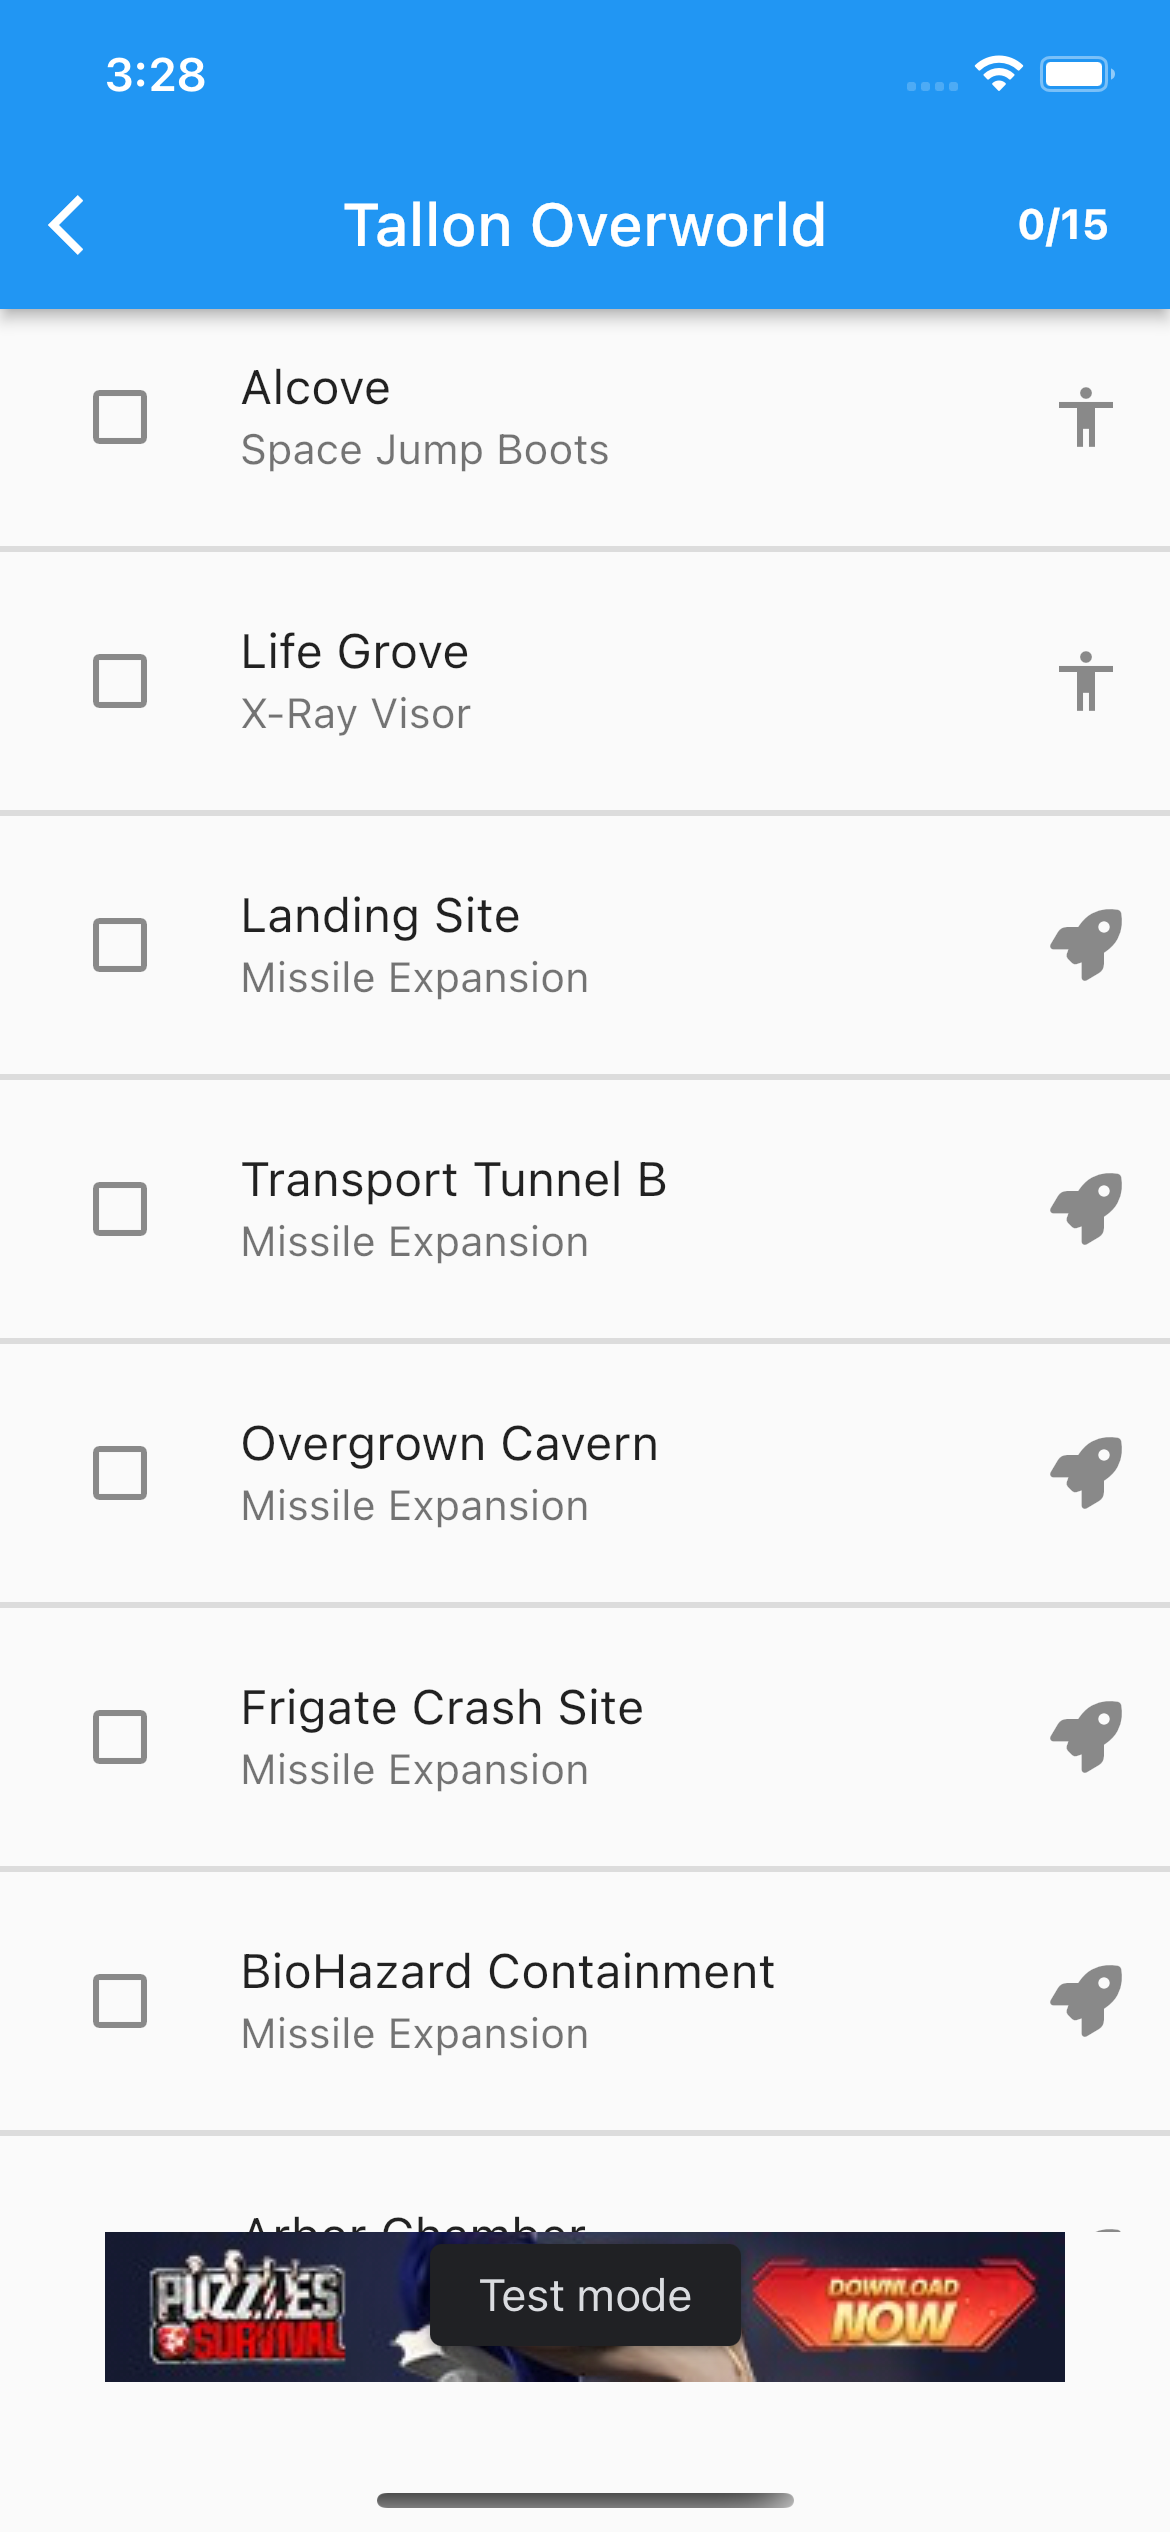 3:28
Tallon Overworld
0/15
Alcove
Space Jump Boots
Life Grove
X-Ray Visor
Landing Site
Missile Expansion
Transport Tunnel B
Missile Expansion
Overgrown Cavern
Missile Expansion
Frigate Crash Site
Missile Expansion
BioHazard Containment
Missile Expansion
Arbor Chamber
PUZZLES
SURVIVAL
Test mode
DOWNLOAD
NOW